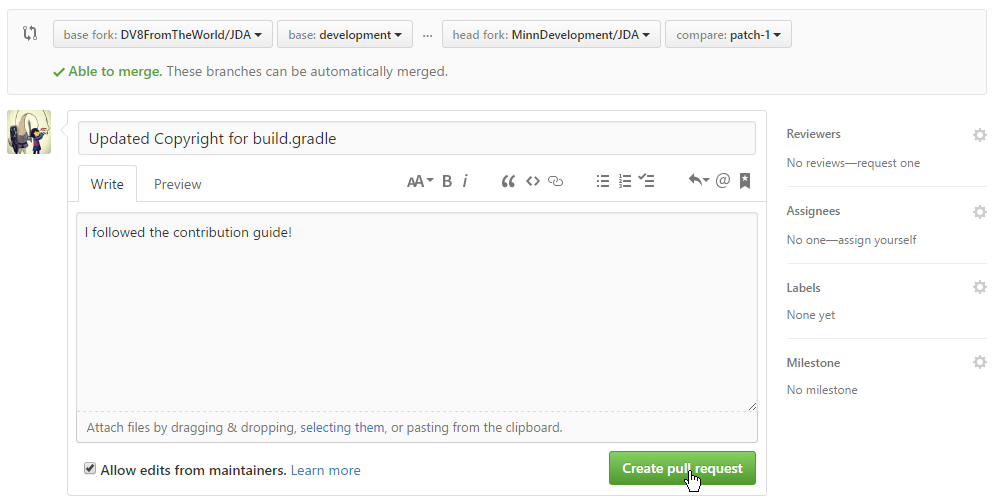 base fork: DV8FromTheWorld/JDA base: development ... head fork: MinnDevelopment/JDA compare: patch-1
Able to merge. These branches can be automatically merged.
Updated Copyright for build.gradle
Write Preview AA B i @
I followed the contribution guide!
Attach files by dragging & dropping, selecting them, or pasting from the clipboard.
Allow edits from maintainers. Learn more
Create pull request
Reviewers
No reviews—request one
Assignees
No one—assign yourself
Labels
None yet
Milestone
No milestone